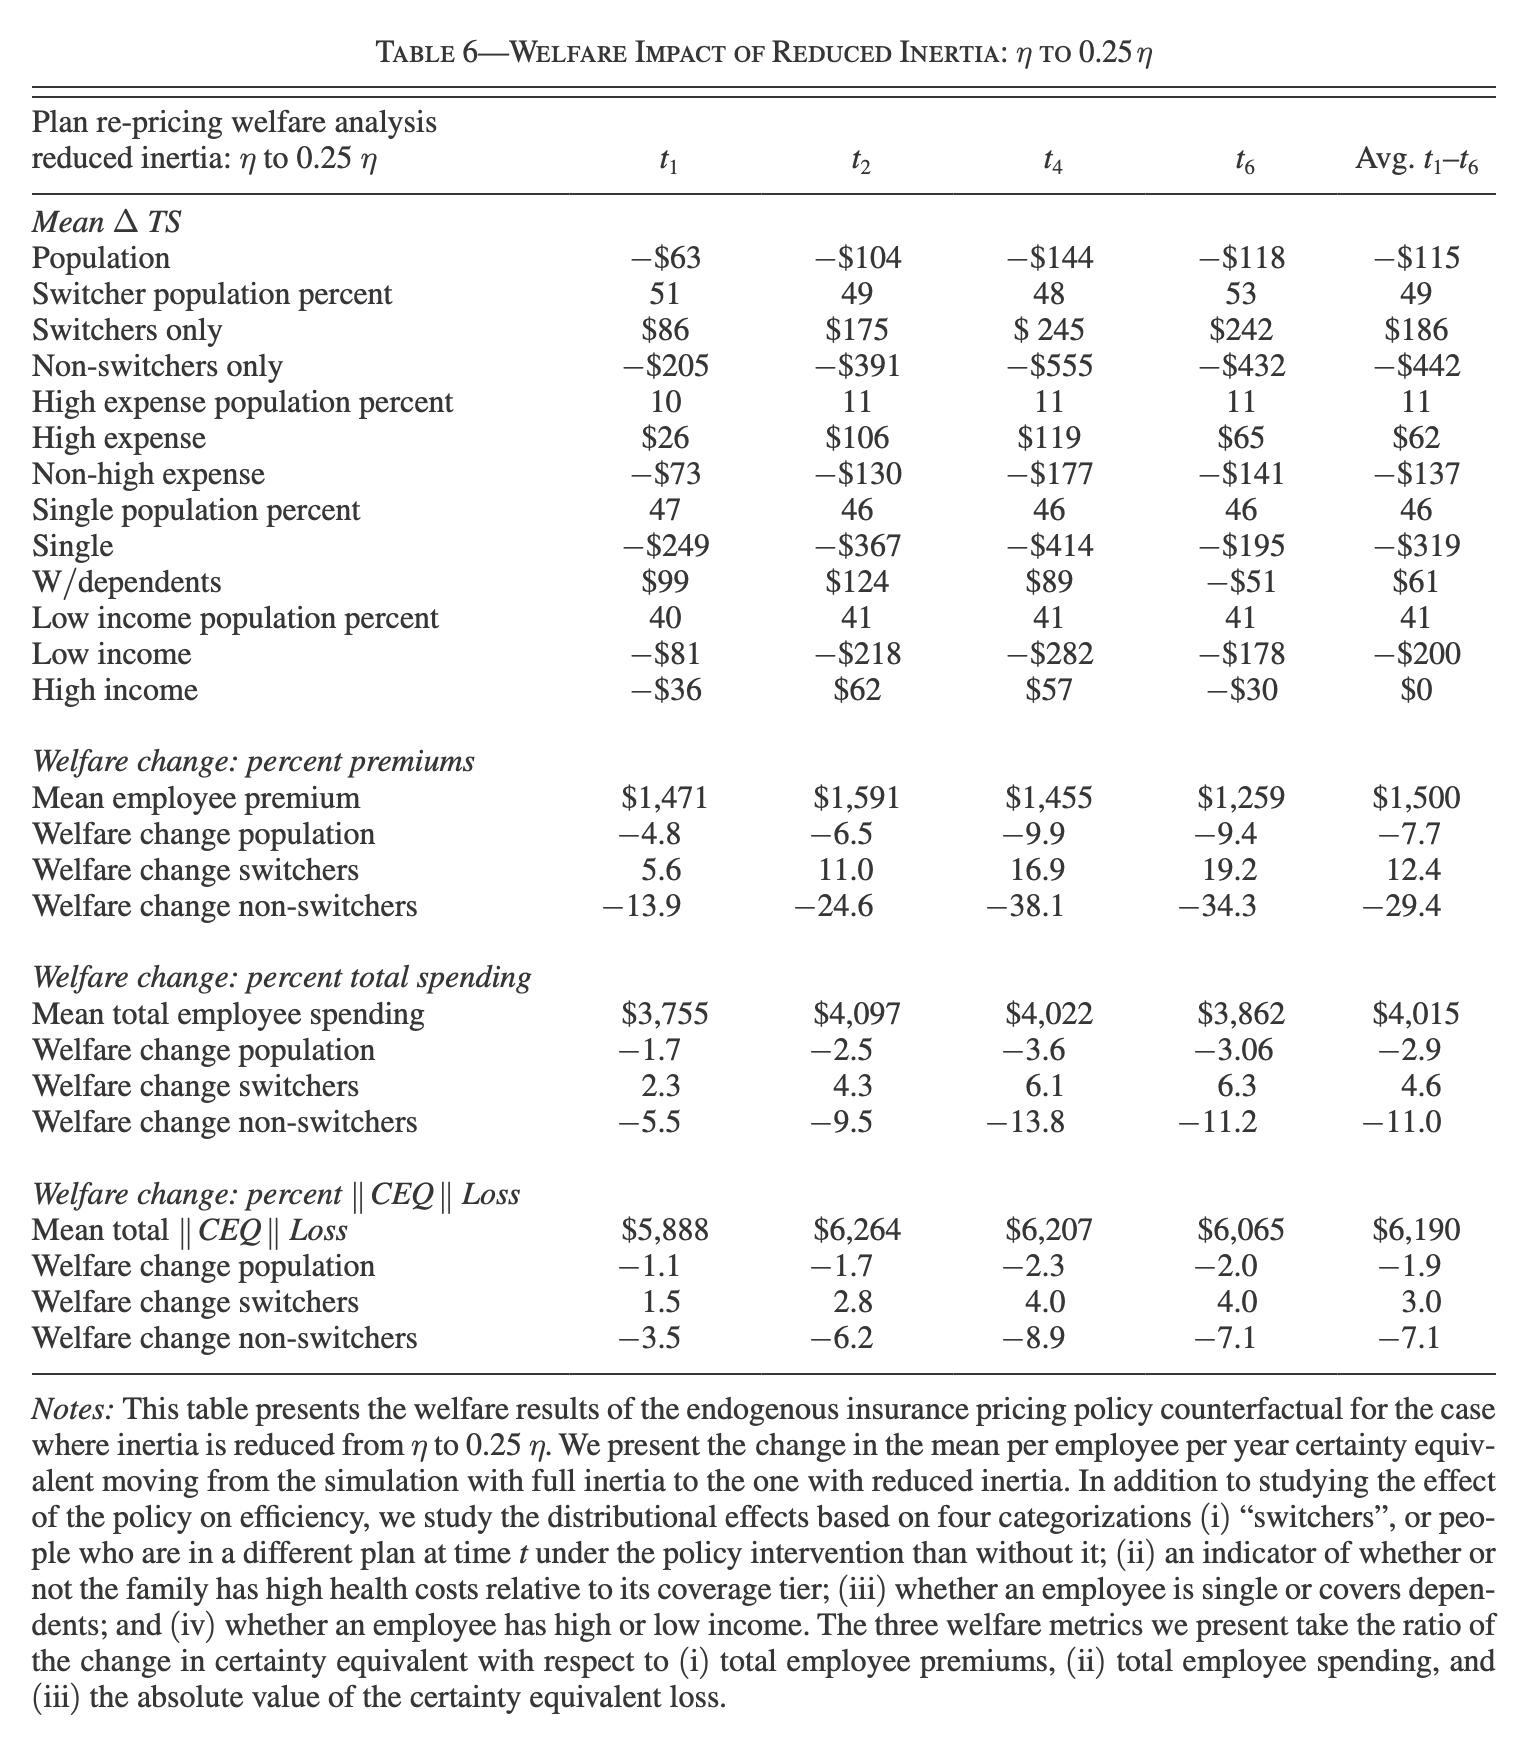 TABLE 6—WELFARE IMPACT OF REDUCED INERTIA: η TO 0.25 η
Plan re-pricing welfare analysis
reduced inertia: η to 0.25 η t₁ t₂ t₄ t₆ Avg. t₁–t₆
Mean Δ TS
Population −$63 −$104 −$144 −$118 −$115
Switcher population percent 51 49 48 53 49
Switchers only $86 $175 $ 245 $242 $186
Non-switchers only −$205 −$391 −$555 −$432 −$442
High expense population percent 10 11 11 11 11
High expense $26 $106 $119 $65 $62
Non-high expense −$73 −$130 −$177 −$141 −$137
Single population percent 47 46 46 46 46
Single −$249 −$367 −$414 −$195 −$319
W/dependents $99 $124 $89 −$51 $61
Low income population percent 40 41 41 41 41
Low income −$81 −$218 −$282 −$178 −$200
High income −$36 $62 $57 −$30 $0
Welfare change: percent premiums
Mean employee premium $1,471 $1,591 $1,455 $1,259 $1,500
Welfare change population −4.8 −6.5 −9.9 −9.4 −7.7
Welfare change switchers 5.6 11.0 16.9 19.2 12.4
Welfare change non-switchers −13.9 −24.6 −38.1 −34.3 −29.4
Welfare change: percent total spending
Mean total employee spending $3,755 $4,097 $4,022 $3,862 $4,015
Welfare change population −1.7 −2.5 −3.6 −3.06 −2.9
Welfare change switchers 2.3 4.3 6.1 6.3 4.6
Welfare change non-switchers −5.5 −9.5 −13.8 −11.2 −11.0
Welfare change: percent ‖CEQ‖ Loss
Mean total ‖CEQ‖ Loss $5,888 $6,264 $6,207 $6,065 $6,190
Welfare change population −1.1 −1.7 −2.3 −2.0 −1.9
Welfare change switchers 1.5 2.8 4.0 4.0 3.0
Welfare change non-switchers −3.5 −6.2 −8.9 −7.1 −7.1
Notes: This table presents the welfare results of the endogenous insurance pricing policy counterfactual for the case
where inertia is reduced from η to 0.25 η. We present the change in the mean per employee per year certainty equiv-
alent moving from the simulation with full inertia to the one with reduced inertia. In addition to studying the effect
of the policy on efficiency, we study the distributional effects based on four categorizations (i) “switchers”, or peo-
ple who are in a different plan at time t under the policy intervention than without it; (ii) an indicator of whether or
not the family has high health costs relative to its coverage tier; (iii) whether an employee is single or covers depen-
dents; and (iv) whether an employee has high or low income. The three welfare metrics we present take the ratio of
the change in certainty equivalent with respect to (i) total employee premiums, (ii) total employee spending, and
(iii) the absolute value of the certainty equivalent loss.